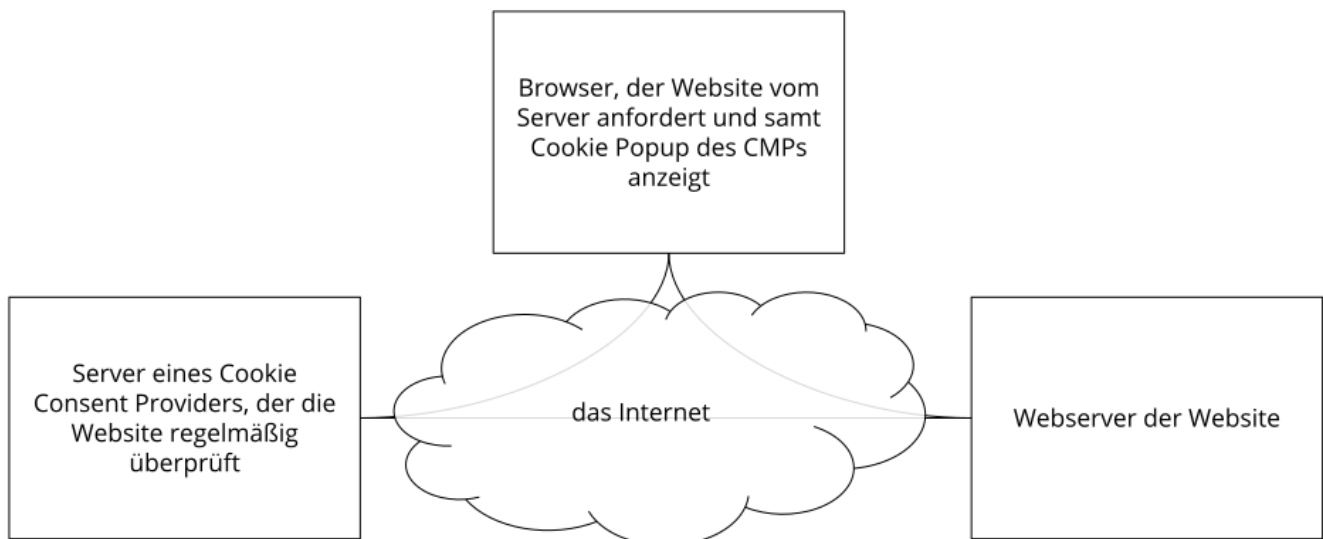 Browser, der Website vom
Server anfordert und samt
Cookie Popup des CMPs
anzeigt
Server eines Cookie
Consent Providers, der die
Website regelmäßig
überprüft
das Internet
Webserver der Website